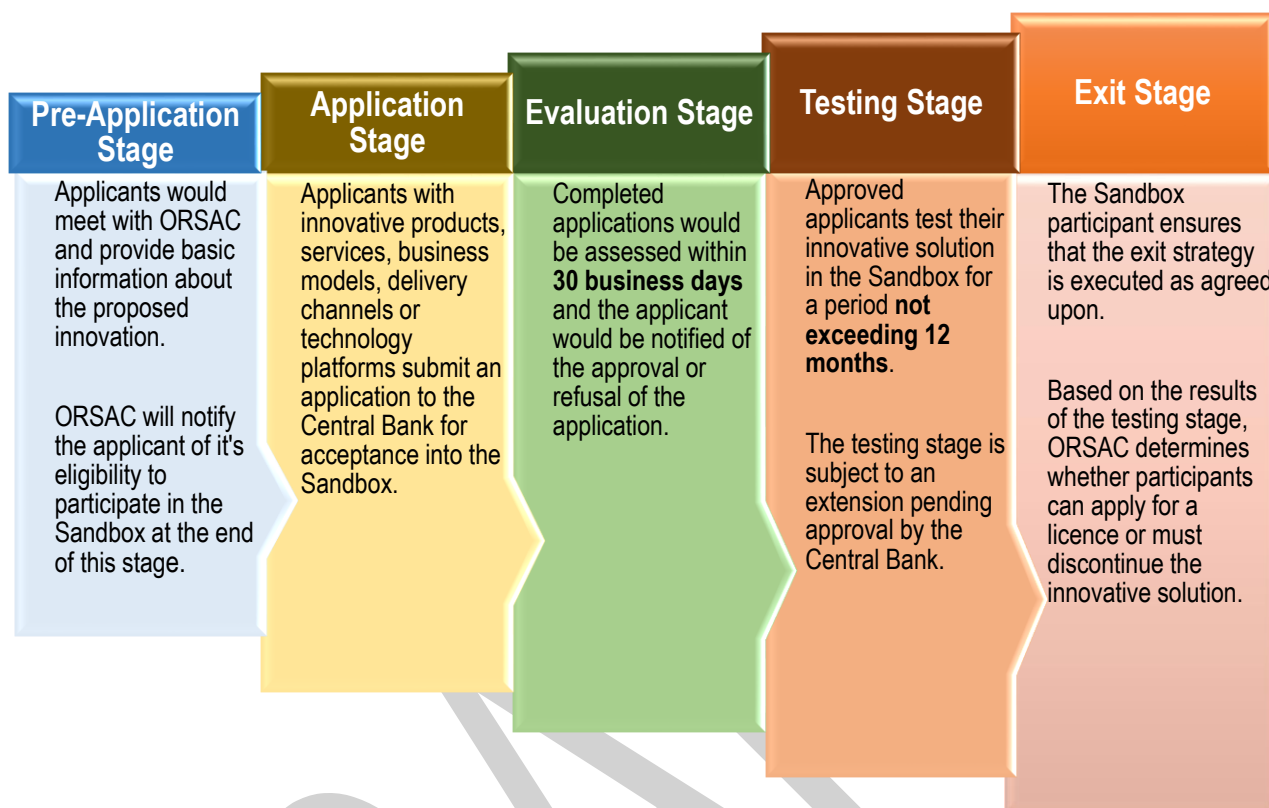 Pre-Application
Stage
Applicants would
meet with ORSAC
and provide basic
information about
the proposed
innovation.
ORSAC will notify
the applicant of it's
eligibility to
participate in the
Sandbox at the end
of this stage.
Application
Stage
Applicants with
innovative products,
services, business
models, delivery
channels or
technology
platforms submit an
application to the
Central Bank for
acceptance into the
Sandbox.
Evaluation Stage
Completed
applications would
be assessed within
30 business days
and the applicant
would be notified of
the approval or
refusal of the
application.
Testing Stage
Approved
applicants test their
innovative solution
in the Sandbox for
a period not
exceeding 12
months.
The testing stage is
subject to an
extension pending
approval by the
Central Bank.
Exit Stage
The Sandbox
participant ensures
that the exit strategy
is executed as agreed
upon.
Based on the results
of the testing stage,
ORSAC determines
whether participants
can apply for a
licence or must
discontinue the
innovative solution.